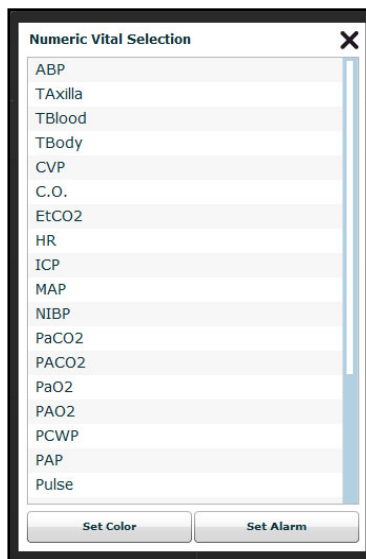 Numeric Vital Selection
ABP
TAxilla
TBlood
TBody
CVP
C.O.
EtCO2
HR
ICP
MAP
NIBP
PaCO2
PACO2
PaO2
PAO2
PCWP
PAP
Pulse
Set Color Set Alarm